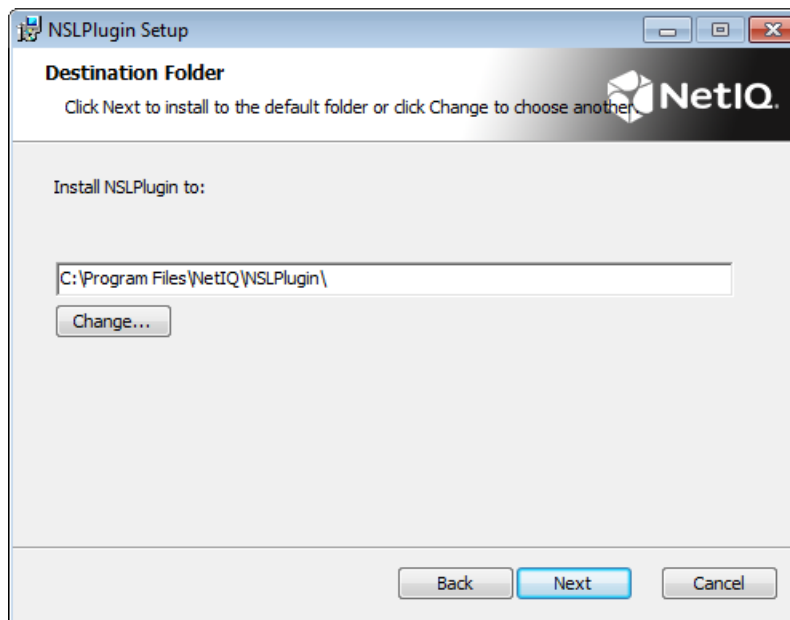 NSLPlugin Setup
Destination Folder
Click Next to install to the default folder or click Change to choose another.
NetIQ.
Install NSLPlugin to:
C:\Program Files\NetIQ\NSLPlugin\
Change...
Back
Next
Cancel